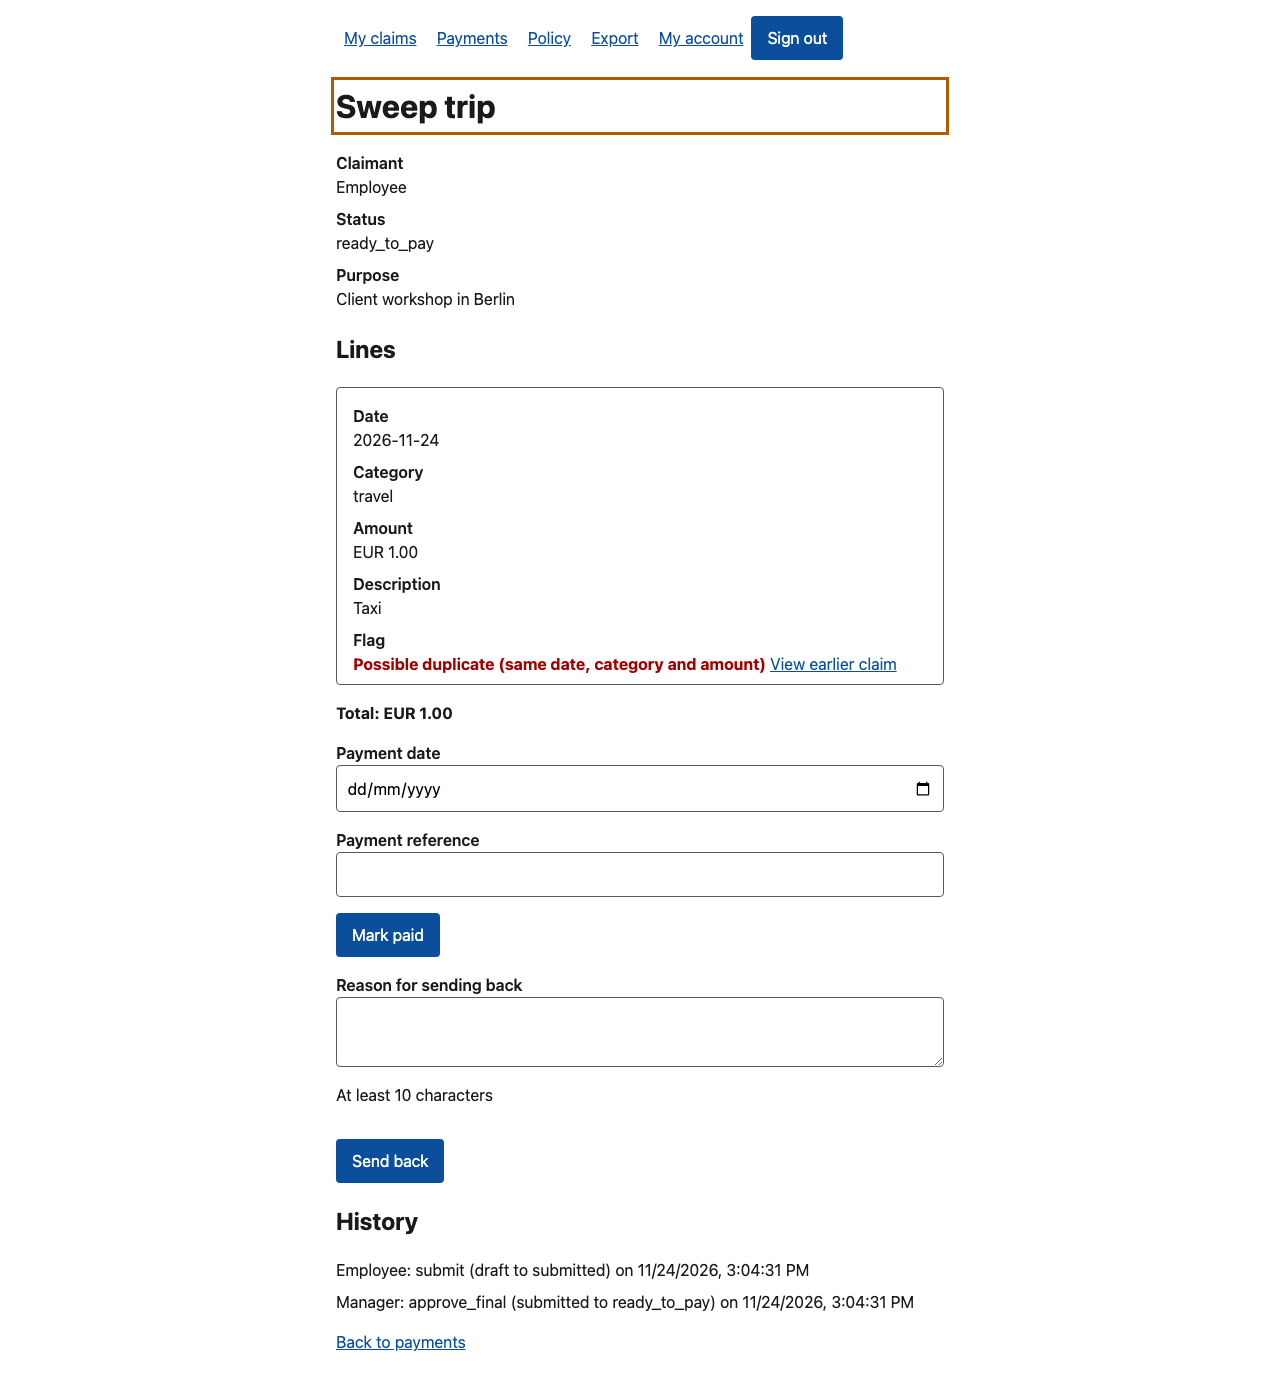 My claims Payments Policy Export My account Sign out
Sweep trip
Claimant
Employee
Status
ready_to_pay
Purpose
Client workshop in Berlin
Lines
Date
2026-11-24
Category
travel
Amount
EUR 1.00
Description
Taxi
Flag
Possible duplicate (same date, category and amount) View earlier claim
Total: EUR 1.00
Payment date
dd/mm/yyyy
Payment reference
Mark paid
Reason for sending back
At least 10 characters
Send back
History
Employee: submit (draft to submitted) on 11/24/2026, 3:04:31 PM
Manager: approve_final (submitted to ready_to_pay) on 11/24/2026, 3:04:31 PM
Back to payments